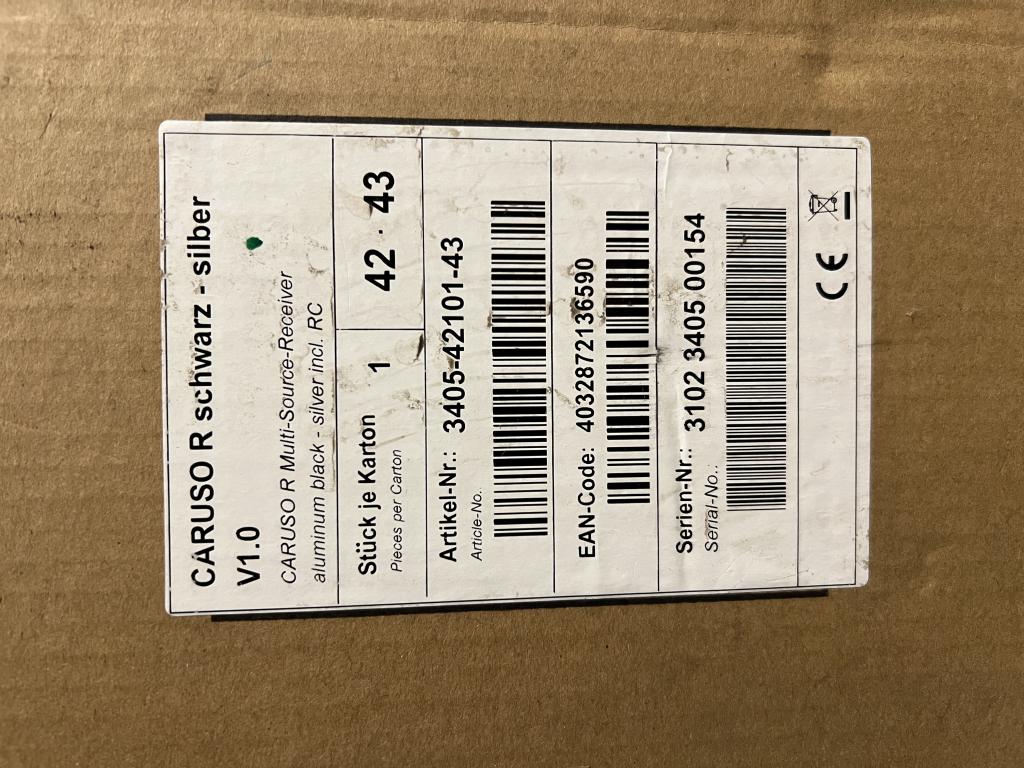 CARUSO R schwarz - silber
V1.0
CARUSO R Multi-Source-Receiver
aluminum black - silver incl. RC
Stück je Karton 1
Pieces per Carton
42 . 43
Artikel-Nr.: 3405-42101-43
Article-No.
EAN-Code: 4032872136590
Serien-Nr.: 3102 3405 00154
Serial-No.:
CE